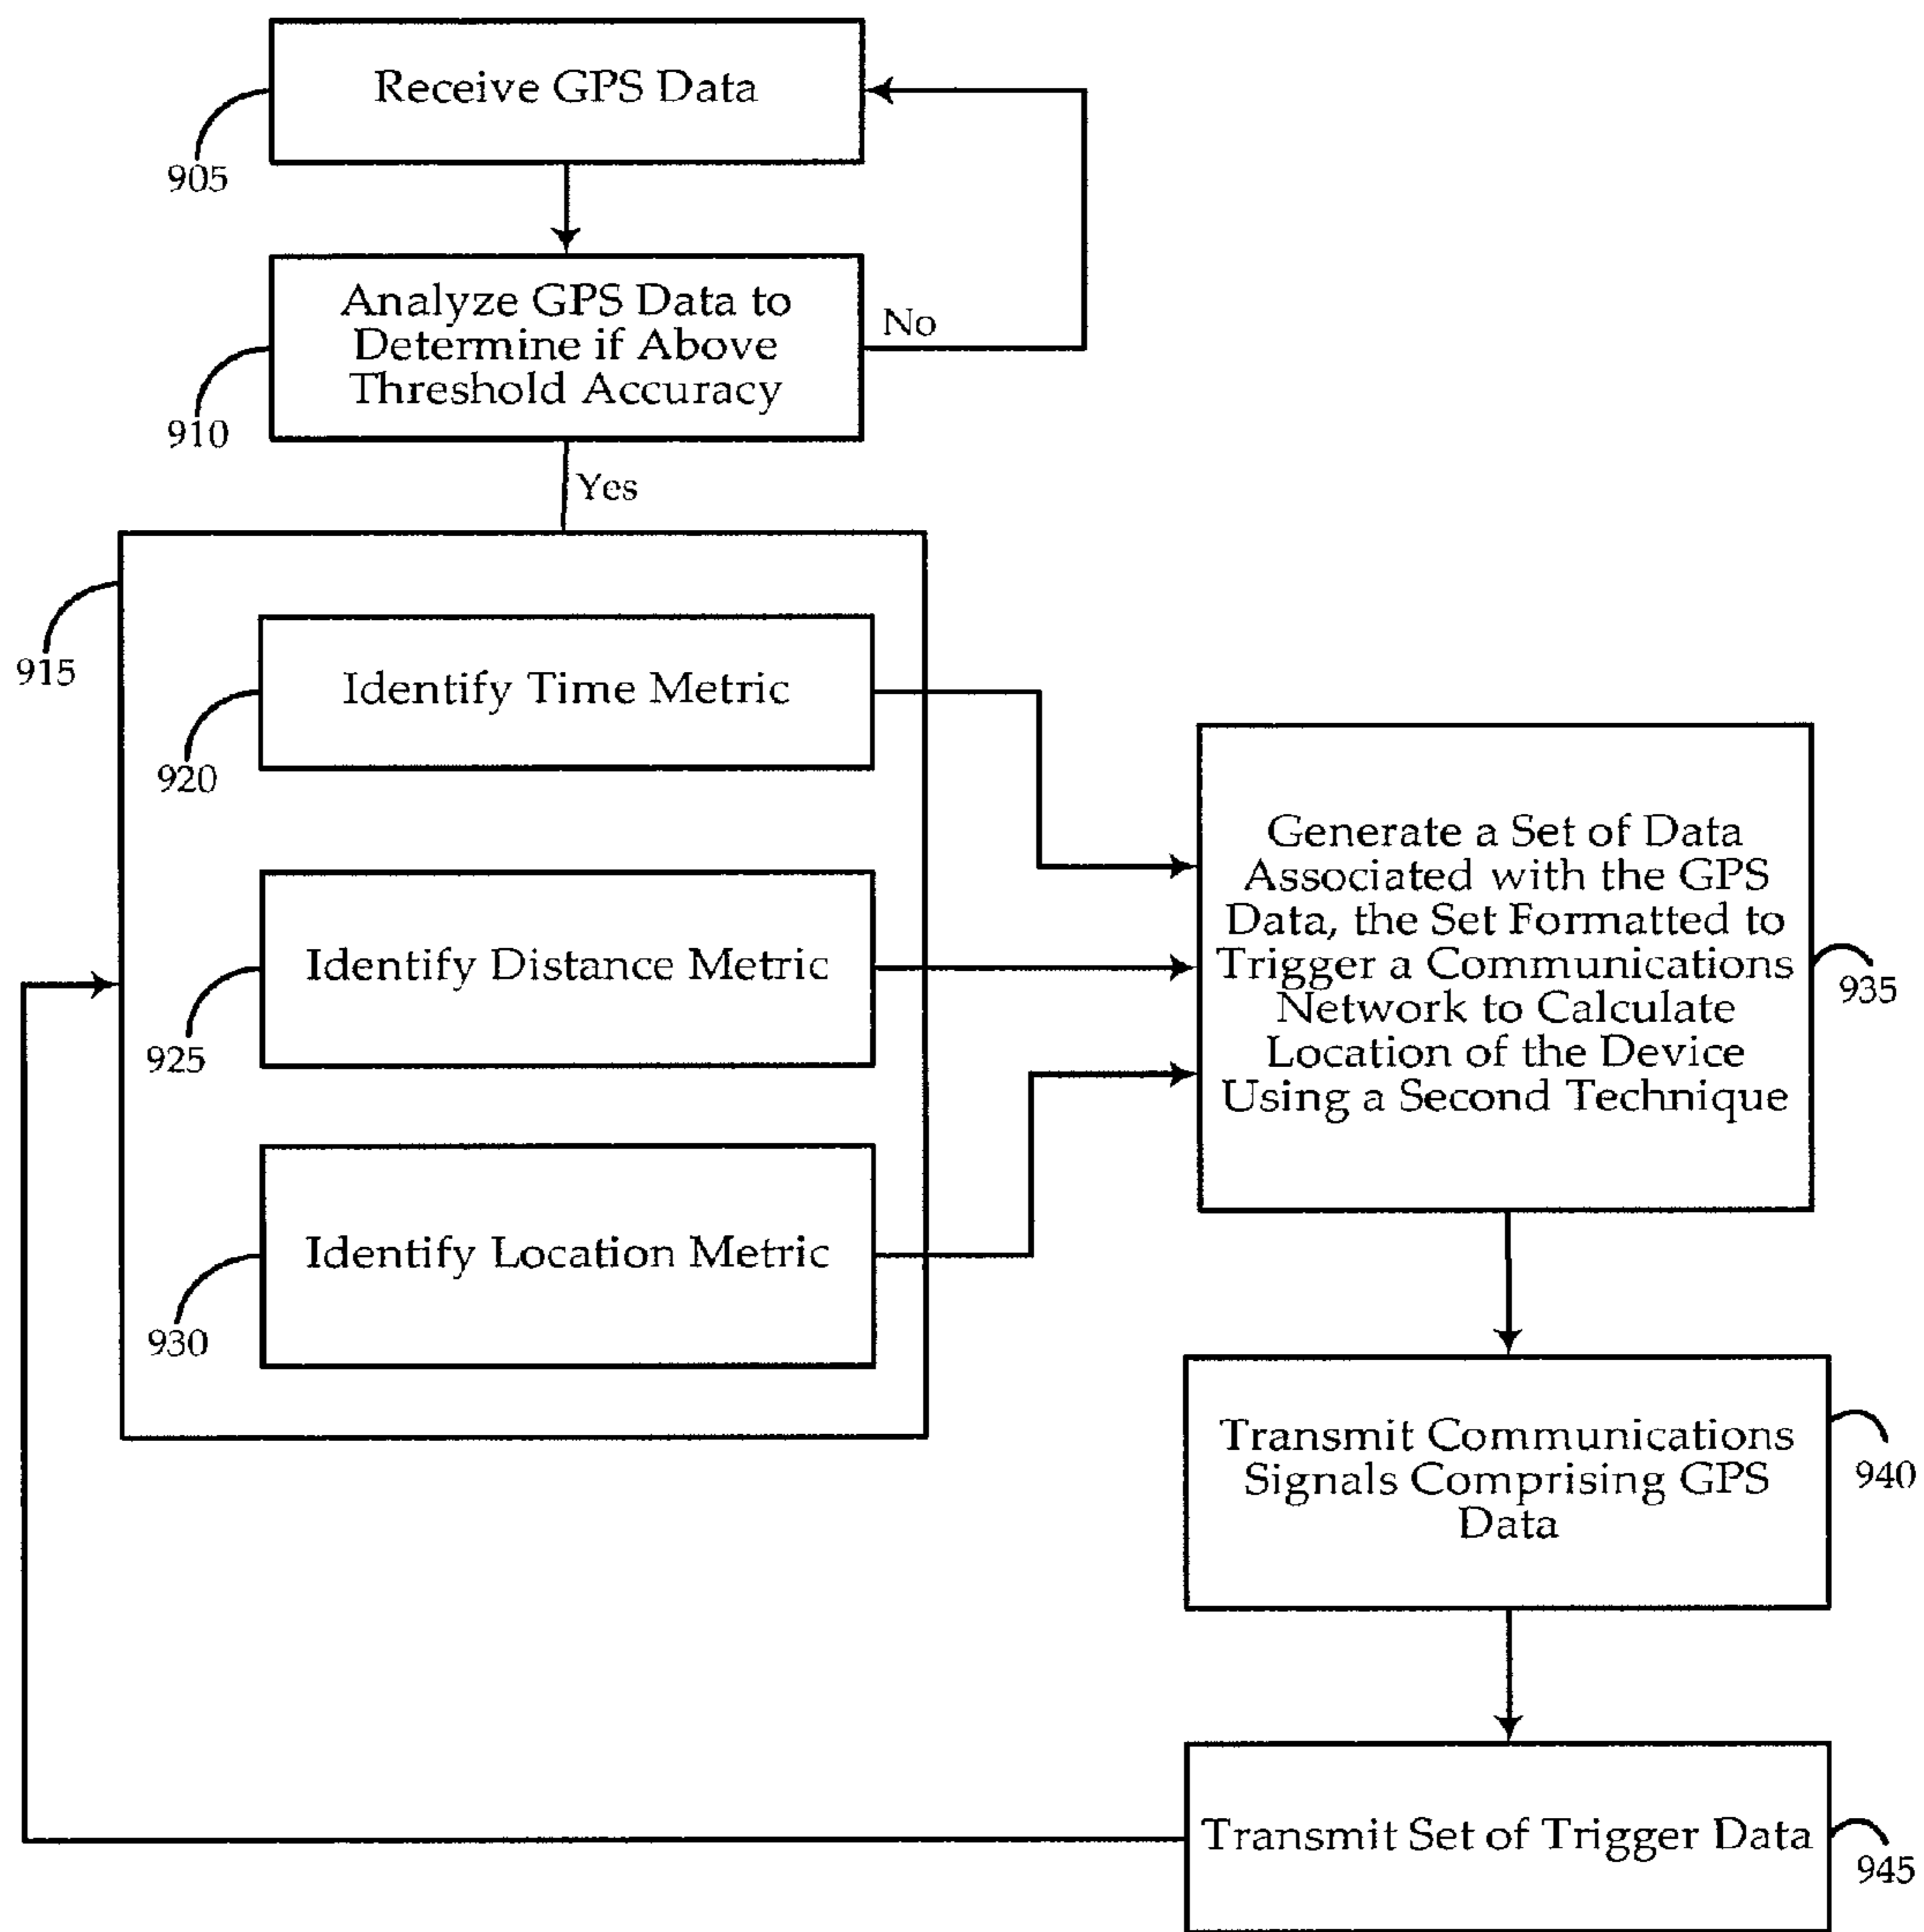 Receive GPS Data
905
Analyze GPS Data to
Determine if Above
Threshold Accuracy
No
910
Yes
915
Identify Time Metric
920
Identify Distance Metric
925
Identify Location Metric
930
Generate a Set of Data
Associated with the GPS
Data, the Set Formatted to
Trigger a Communications
Network to Calculate
Location of the Device
Using a Second Technique
935
Transmit Communications
Signals Comprising GPS
Data
940
Transmit Set of Trigger Data
945